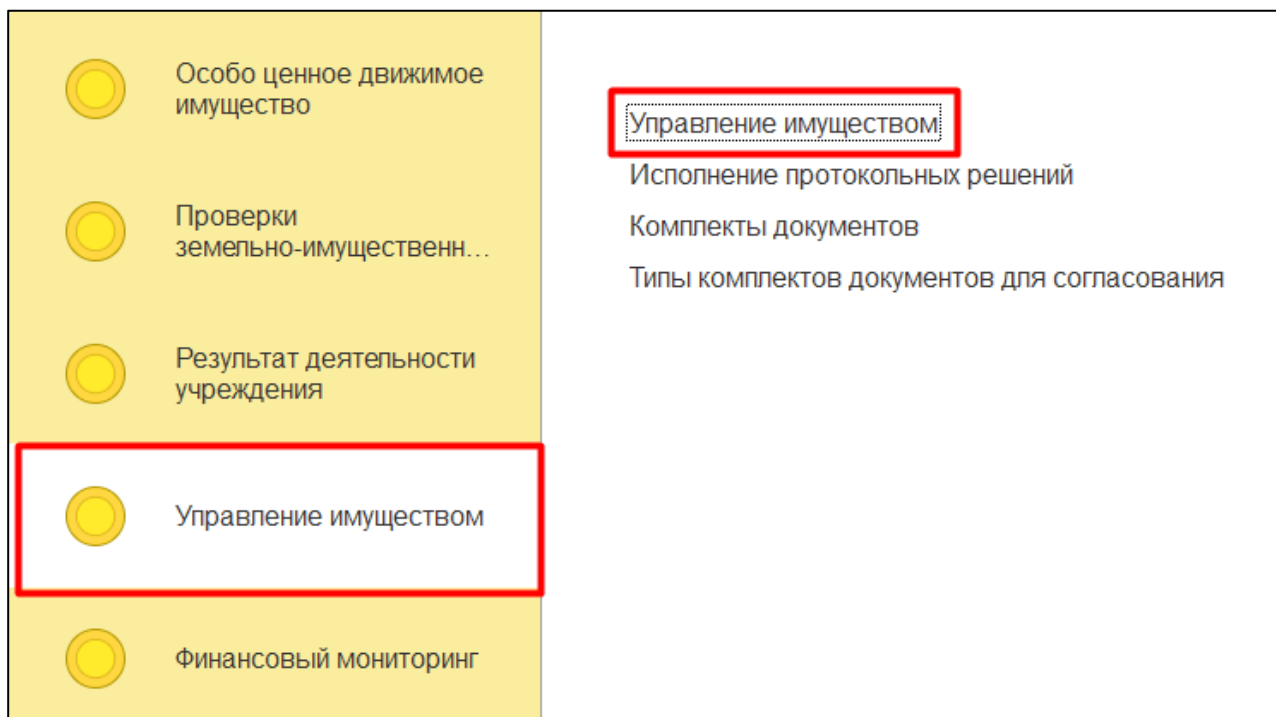 Особо ценное движимое
имущество
Проверки
земельно-имущественн...
Результат деятельности
учреждения
Управление имуществом
Финансовый мониторинг
Управление имуществом
Исполнение протокольных решений
Комплекты документов
Типы комплектов документов для согласования